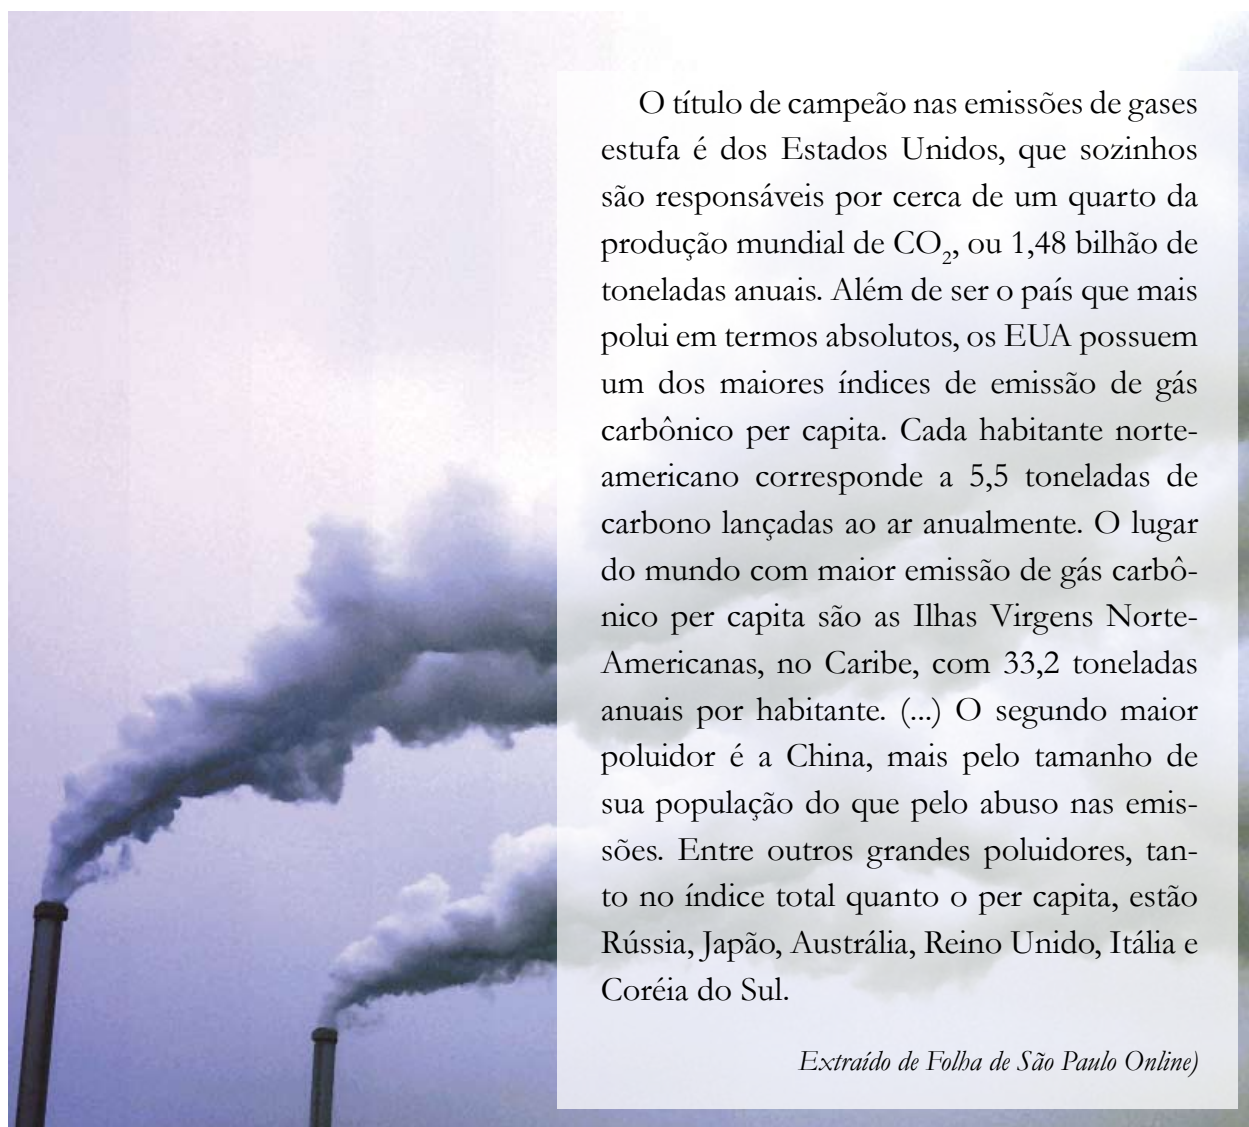 O título de campeão nas emissões de gases
estufa é dos Estados Unidos, que sozinhos
são responsáveis por cerca de um quarto da
produção mundial de CO₂, ou 1,48 bilhão de
toneladas anuais. Além de ser o país que mais
polui em termos absolutos, os EUA possuem
um dos maiores índices de emissão de gás
carbônico per capita. Cada habitante norte-
americano corresponde a 5,5 toneladas de
carbono lançadas ao ar anualmente. O lugar
do mundo com maior emissão de gás carbô-
nico per capita são as Ilhas Virgens Norte-
Americanas, no Caribe, com 33,2 toneladas
anuais por habitante. (...) O segundo maior
poluidor é a China, mais pelo tamanho de
sua população do que pelo abuso nas emis-
sões. Entre outros grandes poluidores, tan-
to no índice total quanto o per capita, estão
Rússia, Japão, Austrália, Reino Unido, Itália e
Coréia do Sul.
Extraído de Folha de São Paulo Online)